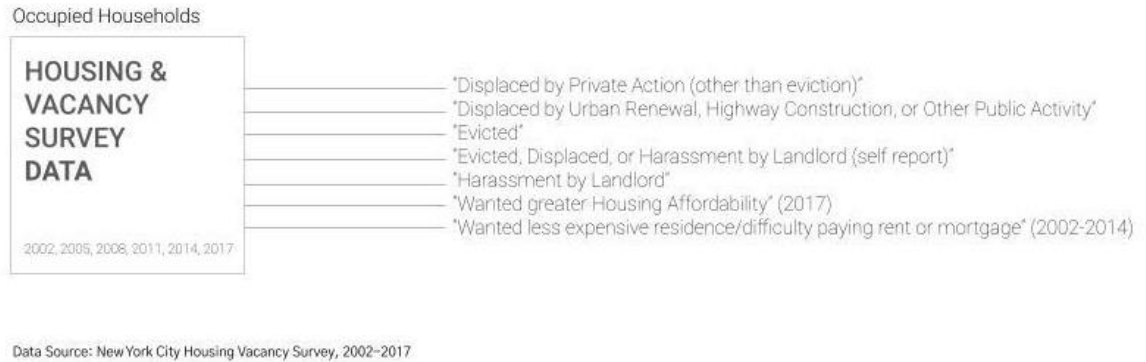 Occupied Households
HOUSING &
VACANCY
SURVEY
DATA
2002, 2005, 2008, 2011, 2014, 2017
"Displaced by Private Action (other than eviction)"
"Displaced by Urban Renewal, Highway Construction, or Other Public Activity"
"Evicted"
"Evicted, Displaced, or Harassment by Landlord (self report)"
"Harassment by Landlord"
"Wanted greater Housing Affordability" (2017)
"Wanted less expensive residence/difficulty paying rent or mortgage" (2002-2014)
Data Source: New York City Housing Vacancy Survey, 2002-2017